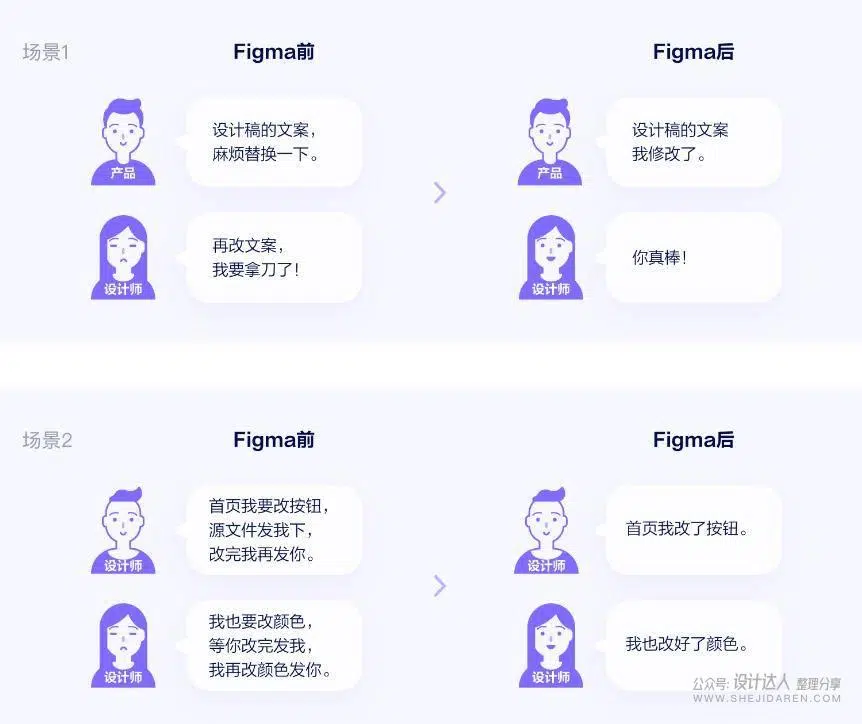 场景1
Figma前
Figma后
设计稿的文案，
麻烦替换一下。
产品
设计稿的文案
我修改了。
产品
再改文案，
我要拿刀了！
设计师
你真棒！
设计师
场景2
Figma前
Figma后
首页我要改按钮，
源文件发我下，
改完我再发你。
设计师
首页我改了按钮。
设计师
我也要改颜色，
等你改完发我，
我再改颜色发你。
设计师
我也改好了颜色。
设计师
公众号：设计达人 整理分享
WWW.SHEJIDAREN.COM